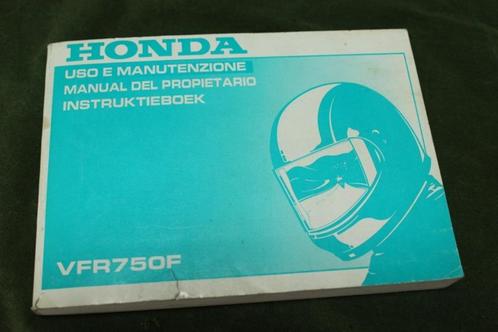 HONDA
USO E MANUTENZIONE
MANUAL DEL PROPIETARIO
INSTRUKTIEBOEK
VFR750F